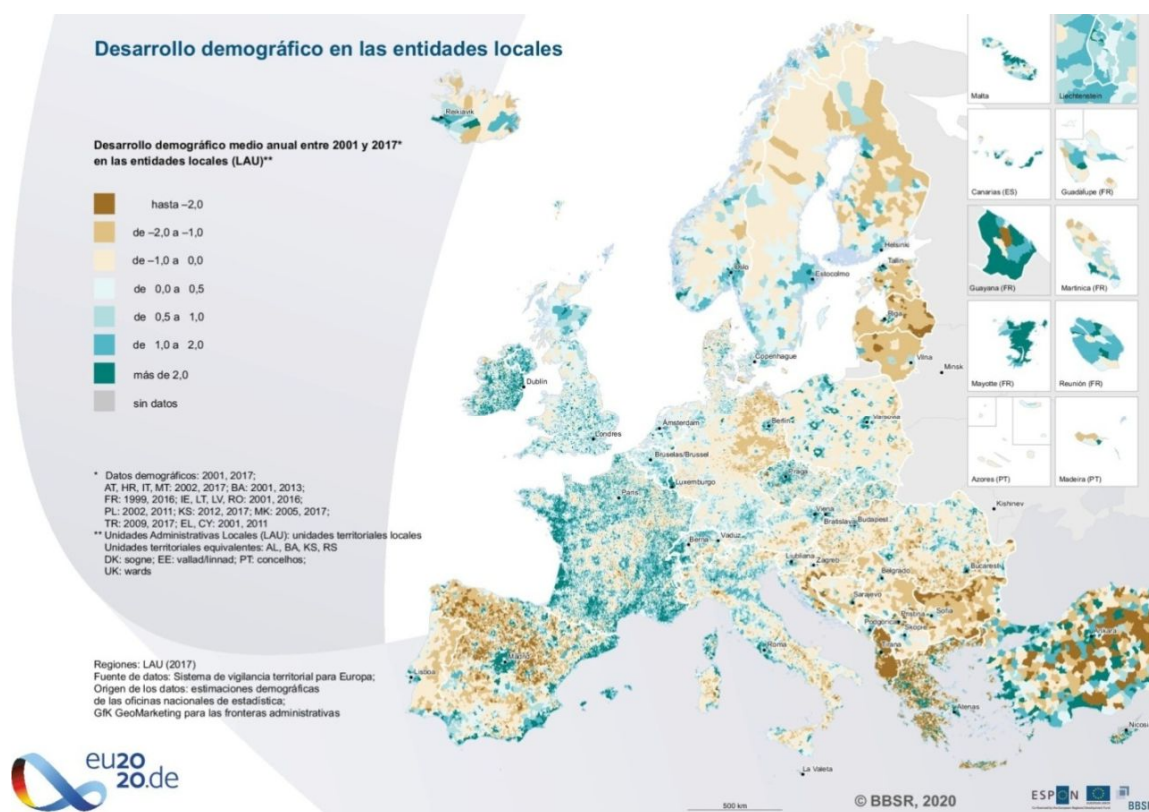 Desarrollo demográfico en las entidades locales
Desarrollo demográfico medio anual entre 2001 y 2017*
en las entidades locales (LAU)**
hasta –2,0
de –2,0 a –1,0
de –1,0 a 0,0
de 0,0 a 0,5
de 0,5 a 1,0
de 1,0 a 2,0
más de 2,0
sin datos
* Datos demográficos: 2001, 2017;
AT, HR, IT, MT: 2002, 2017; BA: 2001, 2013;
FR: 1999, 2016; IE, LT, LV, RO: 2001, 2016;
PL: 2002, 2011; KS: 2012, 2017; MK: 2005, 2017;
TR: 2009, 2017; EL, CY: 2001, 2011
** Unidades Administrativas Locales (LAU): unidades territoriales locales
Unidades territoriales equivalentes: AL, BA, KS, RS
DK: sogne; EE: vallad/linnad; PT: concelhos;
UK: wards
Regiones: LAU (2017)
Fuente de datos: Sistema de vigilancia territorial para Europa;
Origen de los datos: estimaciones demográficas
de las oficinas nacionales de estadística;
GfK GeoMarketing para las fronteras administrativas
eu20
20.de
Reikiavik
Oslo
Estocolmo
Helsinki
Tallin
Riga
Vilna
Minsk
Copenhague
Dublín
Londres
Ámsterdam
Berlín
Varsovia
Bruselas/Brussel
Luxemburgo
Praga
París
Viena
Bratislava
Budapest
Kishinev
Berna
Vaduz
Liubliana
Zagreb
Belgrado
Bucarest
Sarajevo
Pristina
Sofía
Podgorica
Skopie
Tirana
Roma
Madrid
Lisboa
Ankara
Atenas
Nicosia
La Valeta
Malta
Liechtenstein
Canarias (ES)
Guadalupe (FR)
Guayana (FR)
Martinica (FR)
Mayotte (FR)
Reunión (FR)
Azores (PT)
Madeira (PT)
500 km
© BBSR, 2020
ESPON
BBSR